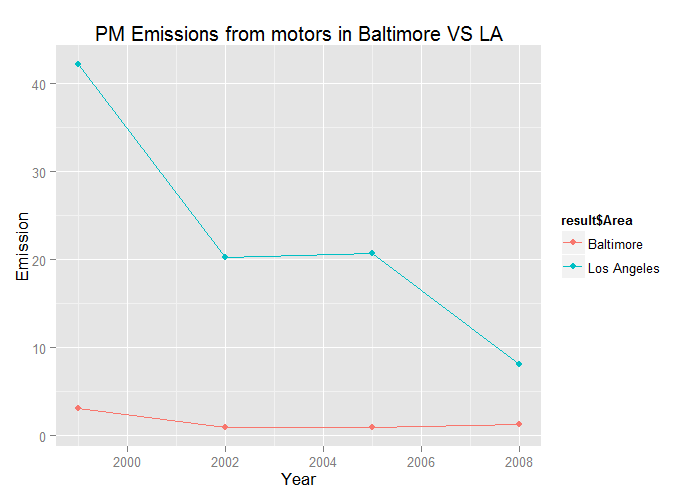 PM Emissions from motors in Baltimore VS LA
Emission
40
30
20
10
0
2000 2002 2004 2006 2008
Year
result$Area
Baltimore
Los Angeles